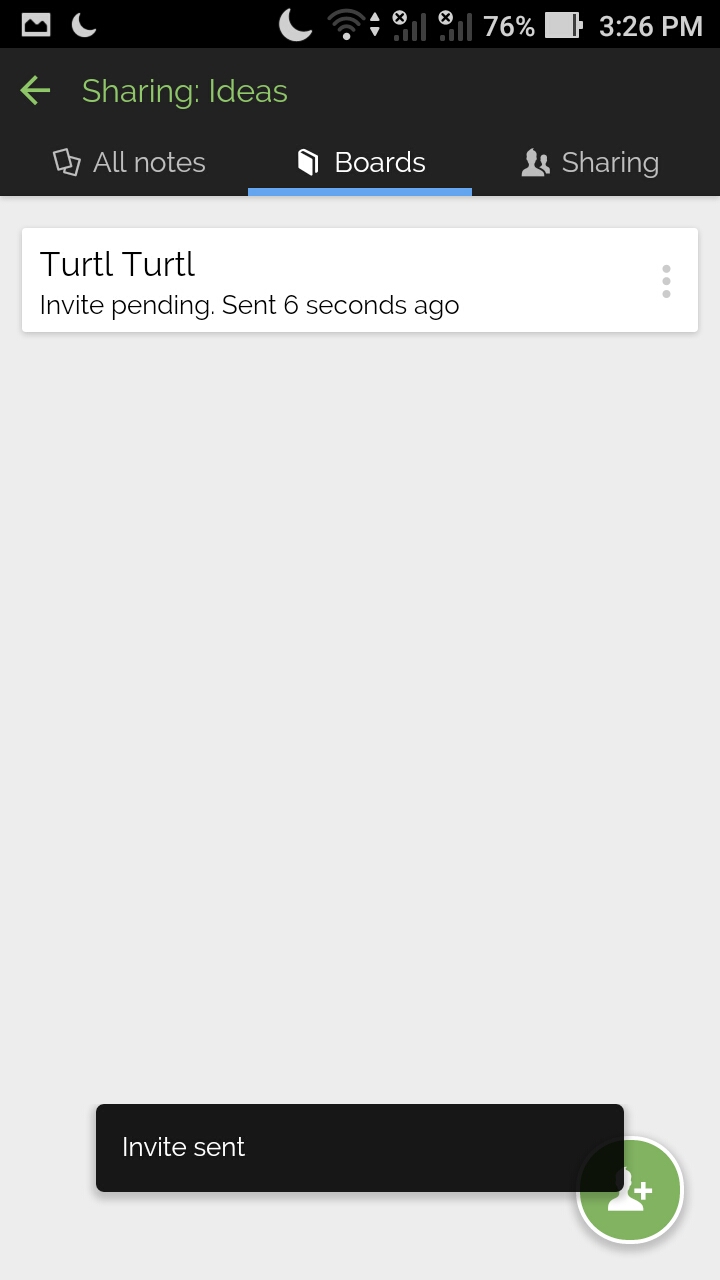 76% 3:26 PM
Sharing: Ideas
All notes Boards Sharing
Turtl Turtl
Invite pending. Sent 6 seconds ago
Invite sent